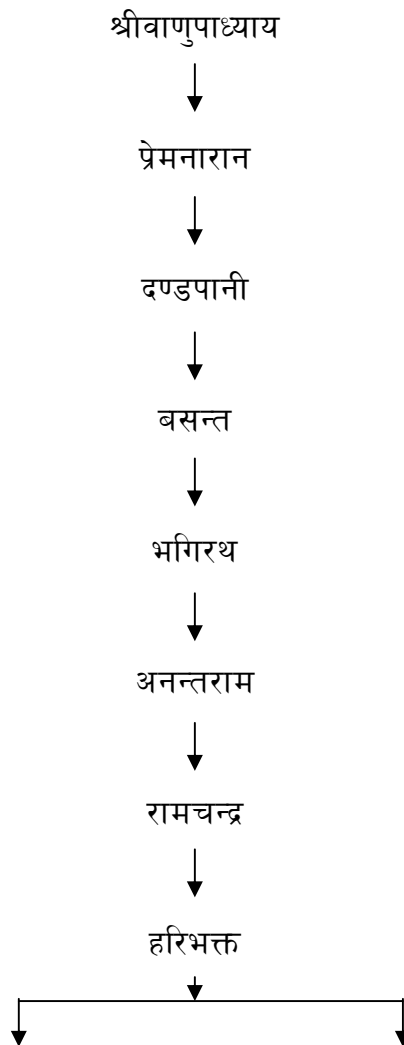 श्रीवाणुपाध्याय
प्रेमनारान
दण्डपानी
बसन्त
भगिरथ
अनन्तराम
रामचन्द्र
हरिभक्त